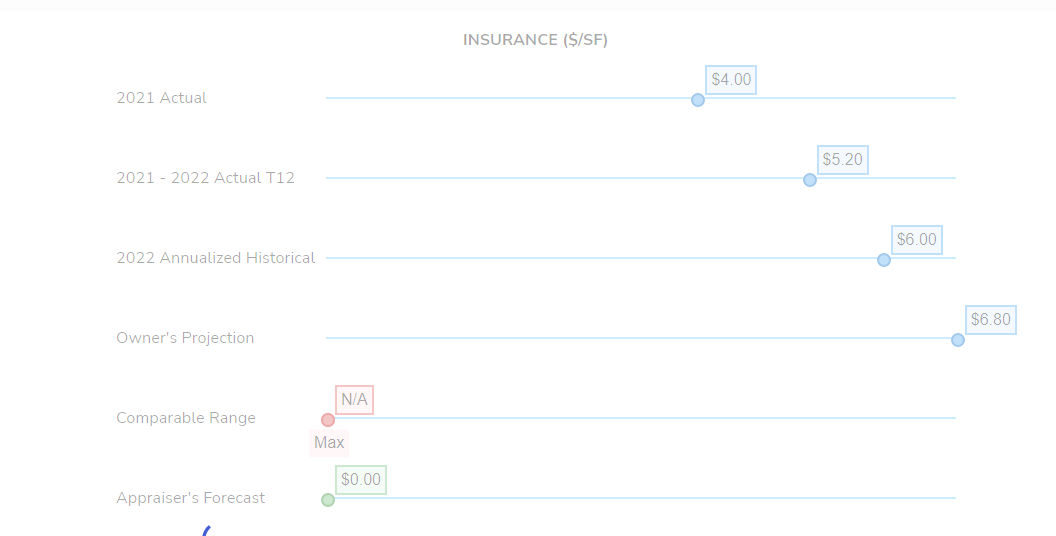 INSURANCE ($/SF)
2021 Actual $4.00
2021 - 2022 Actual T12 $5.20
2022 Annualized Historical $6.00
Owner's Projection $6.80
Comparable Range N/A
Max
Appraiser's Forecast $0.00